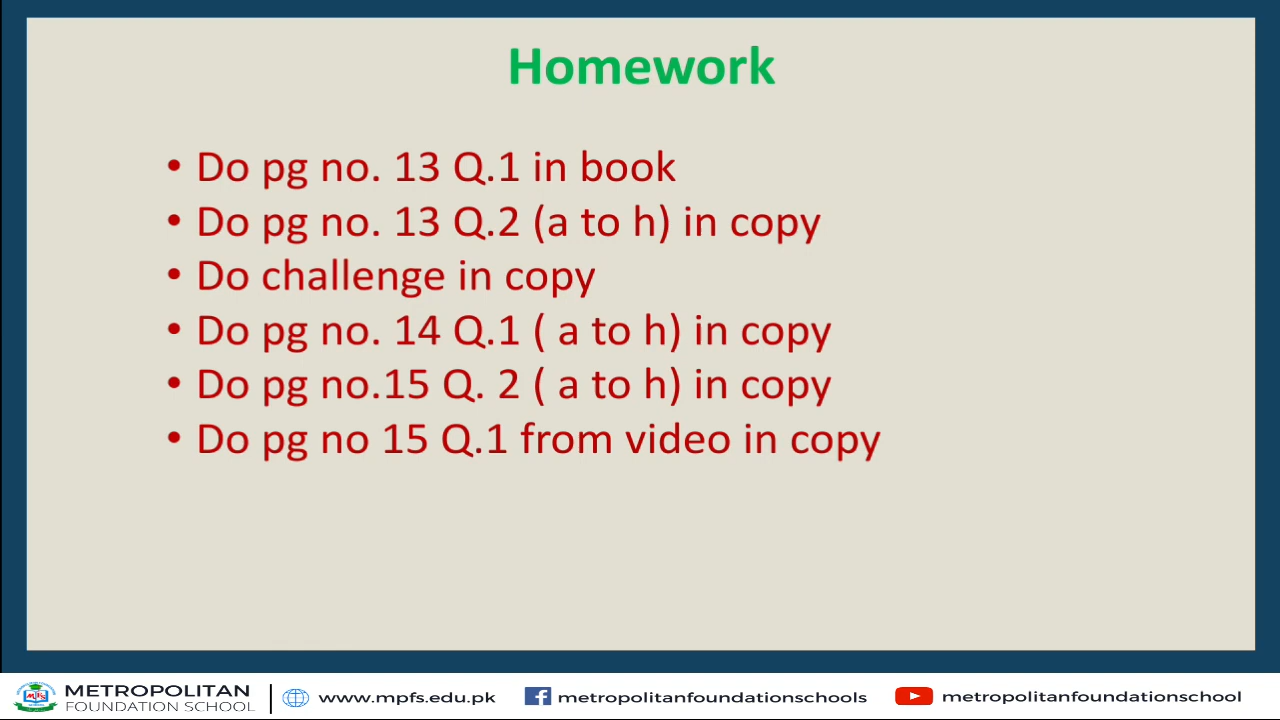 Homework
• Do pg no. 13 Q.1 in book
• Do pg no. 13 Q.2 (a to h) in copy
• Do challenge in copy
• Do pg no. 14 Q.1 ( a to h) in copy
• Do pg no.15 Q. 2 ( a to h) in copy
• Do pg no 15 Q.1 from video in copy
METROPOLITAN
FOUNDATION SCHOOL
www.mpfs.edu.pk
metropolitanfoundationschools
metropolitanfoundationschool